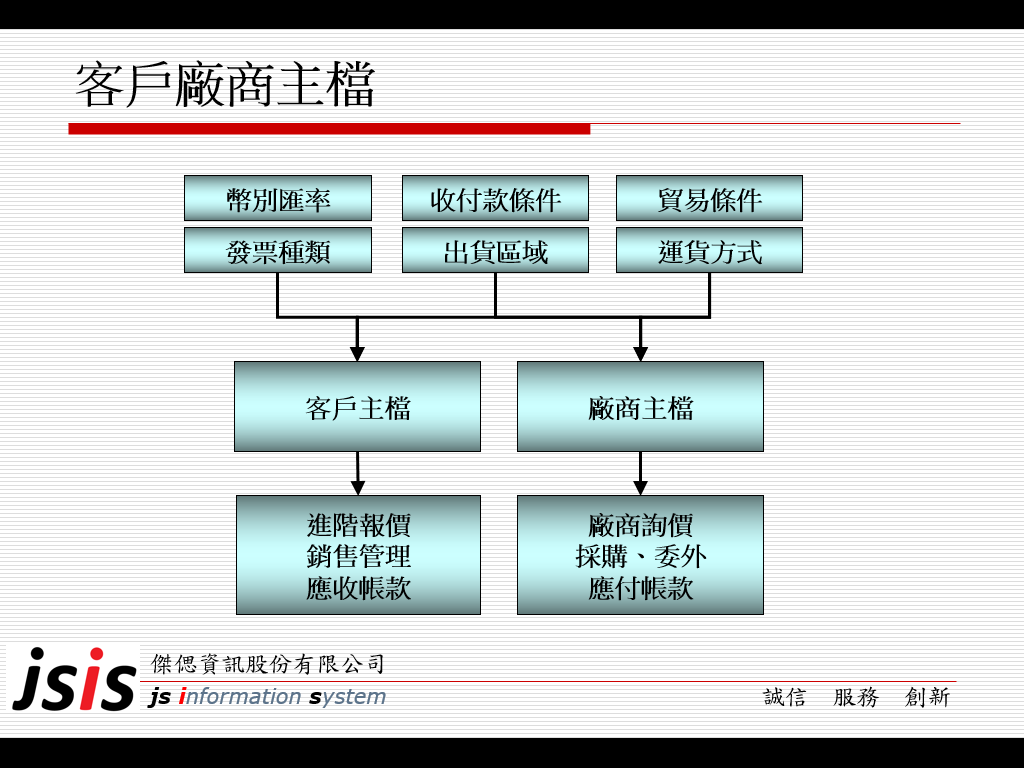 客戶廠商主檔
幣別匯率
收付款條件
貿易條件
發票種類
出貨區域
運貨方式
客戶主檔
廠商主檔
進階報價
銷售管理
應收帳款
廠商詢價
採購、委外
應付帳款
jsis
傑偲資訊股份有限公司
js information system
誠信 服務 創新